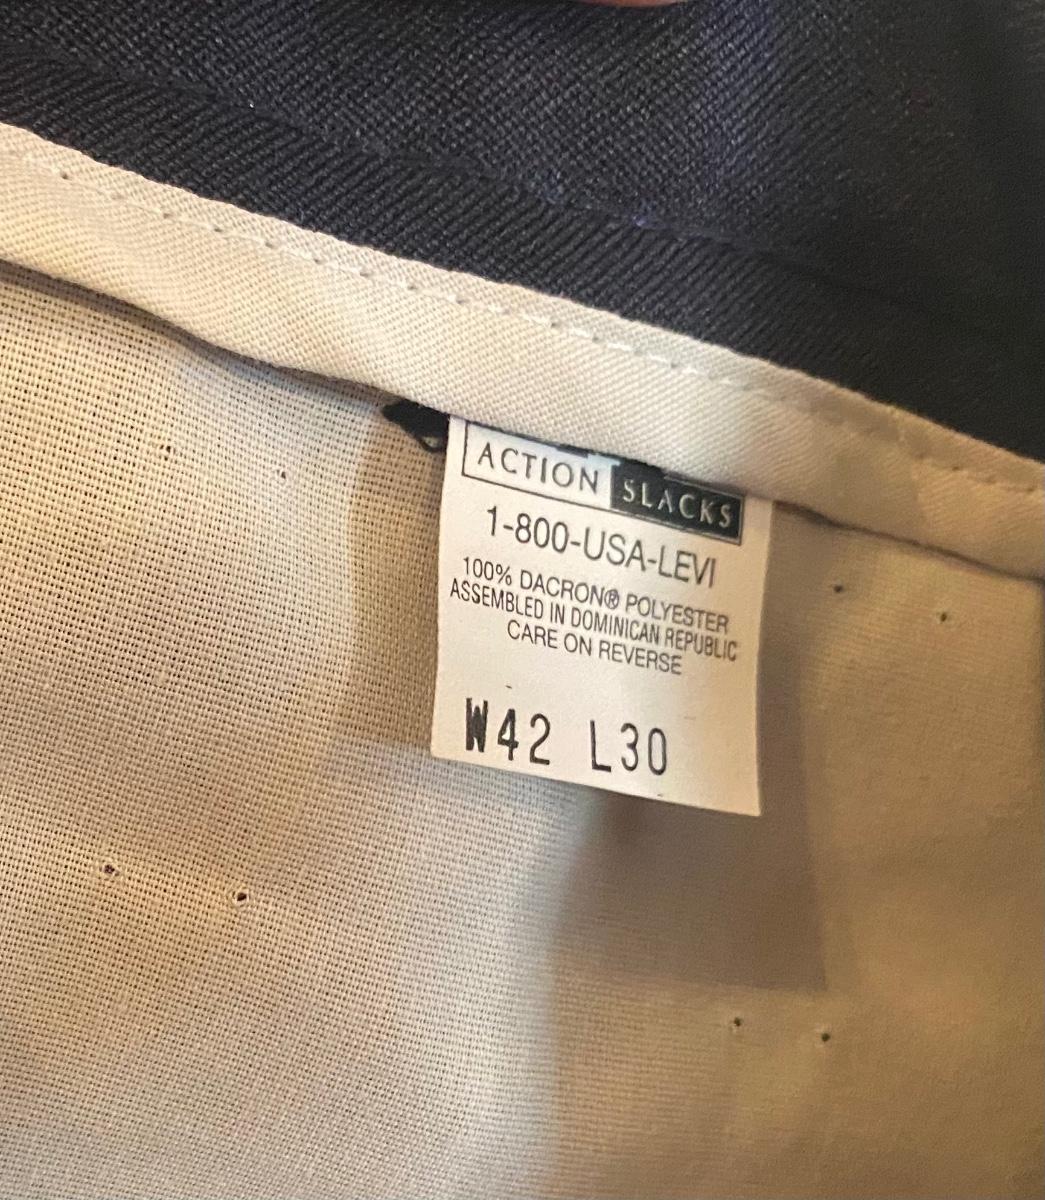 ACTION SLACKS
1-800-USA-LEVI
100% DACRON® POLYESTER
ASSEMBLED IN DOMINICAN REPUBLIC
CARE ON REVERSE
W42 L30